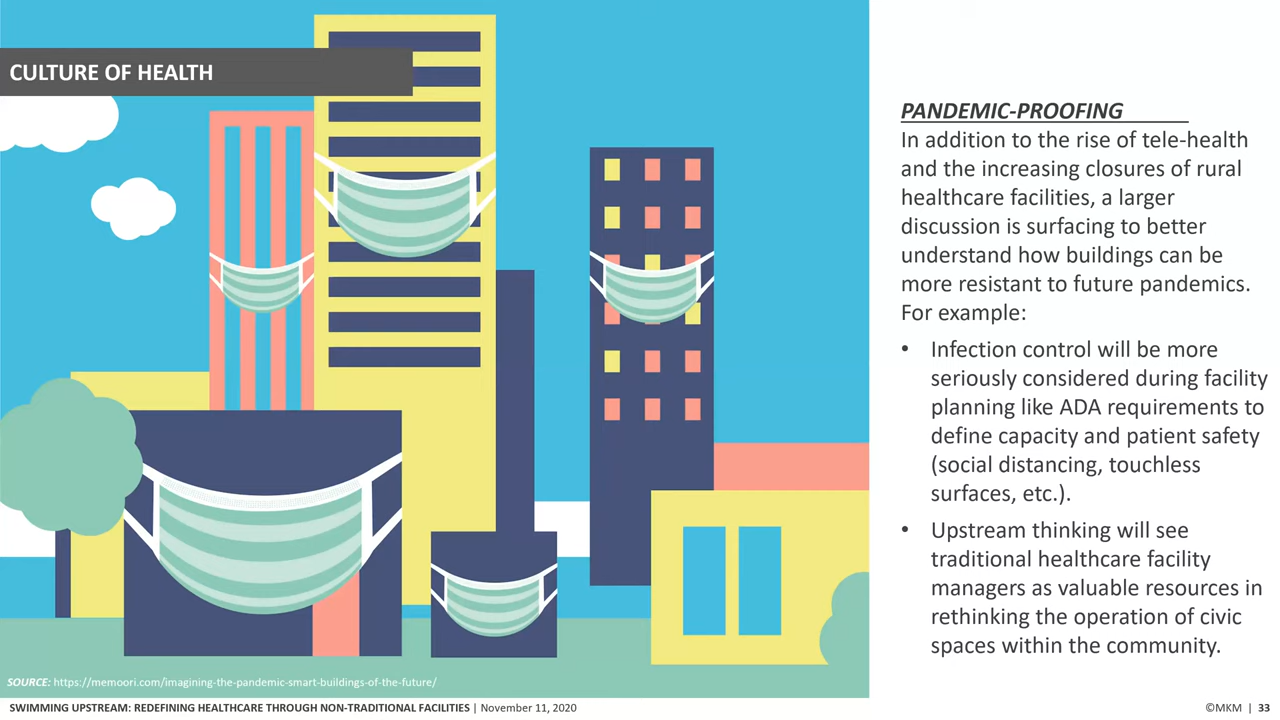 CULTURE OF HEALTH
PANDEMIC-PROOFING
In addition to the rise of tele-health
and the increasing closures of rural
healthcare facilities, a larger
discussion is surfacing to better
understand how buildings can be
more resistant to future pandemics.
For example:
• Infection control will be more
seriously considered during facility
planning like ADA requirements to
define capacity and patient safety
(social distancing, touchless
surfaces, etc.).
• Upstream thinking will see
traditional healthcare facility
managers as valuable resources in
rethinking the operation of civic
spaces within the community.
SOURCE: https://memoori.com/imagining-the-pandemic-smart-buildings-of-the-future/
SWIMMING UPSTREAM: REDEFINING HEALTHCARE THROUGH NON-TRADITIONAL FACILITIES | November 11, 2020
©MKM | 33